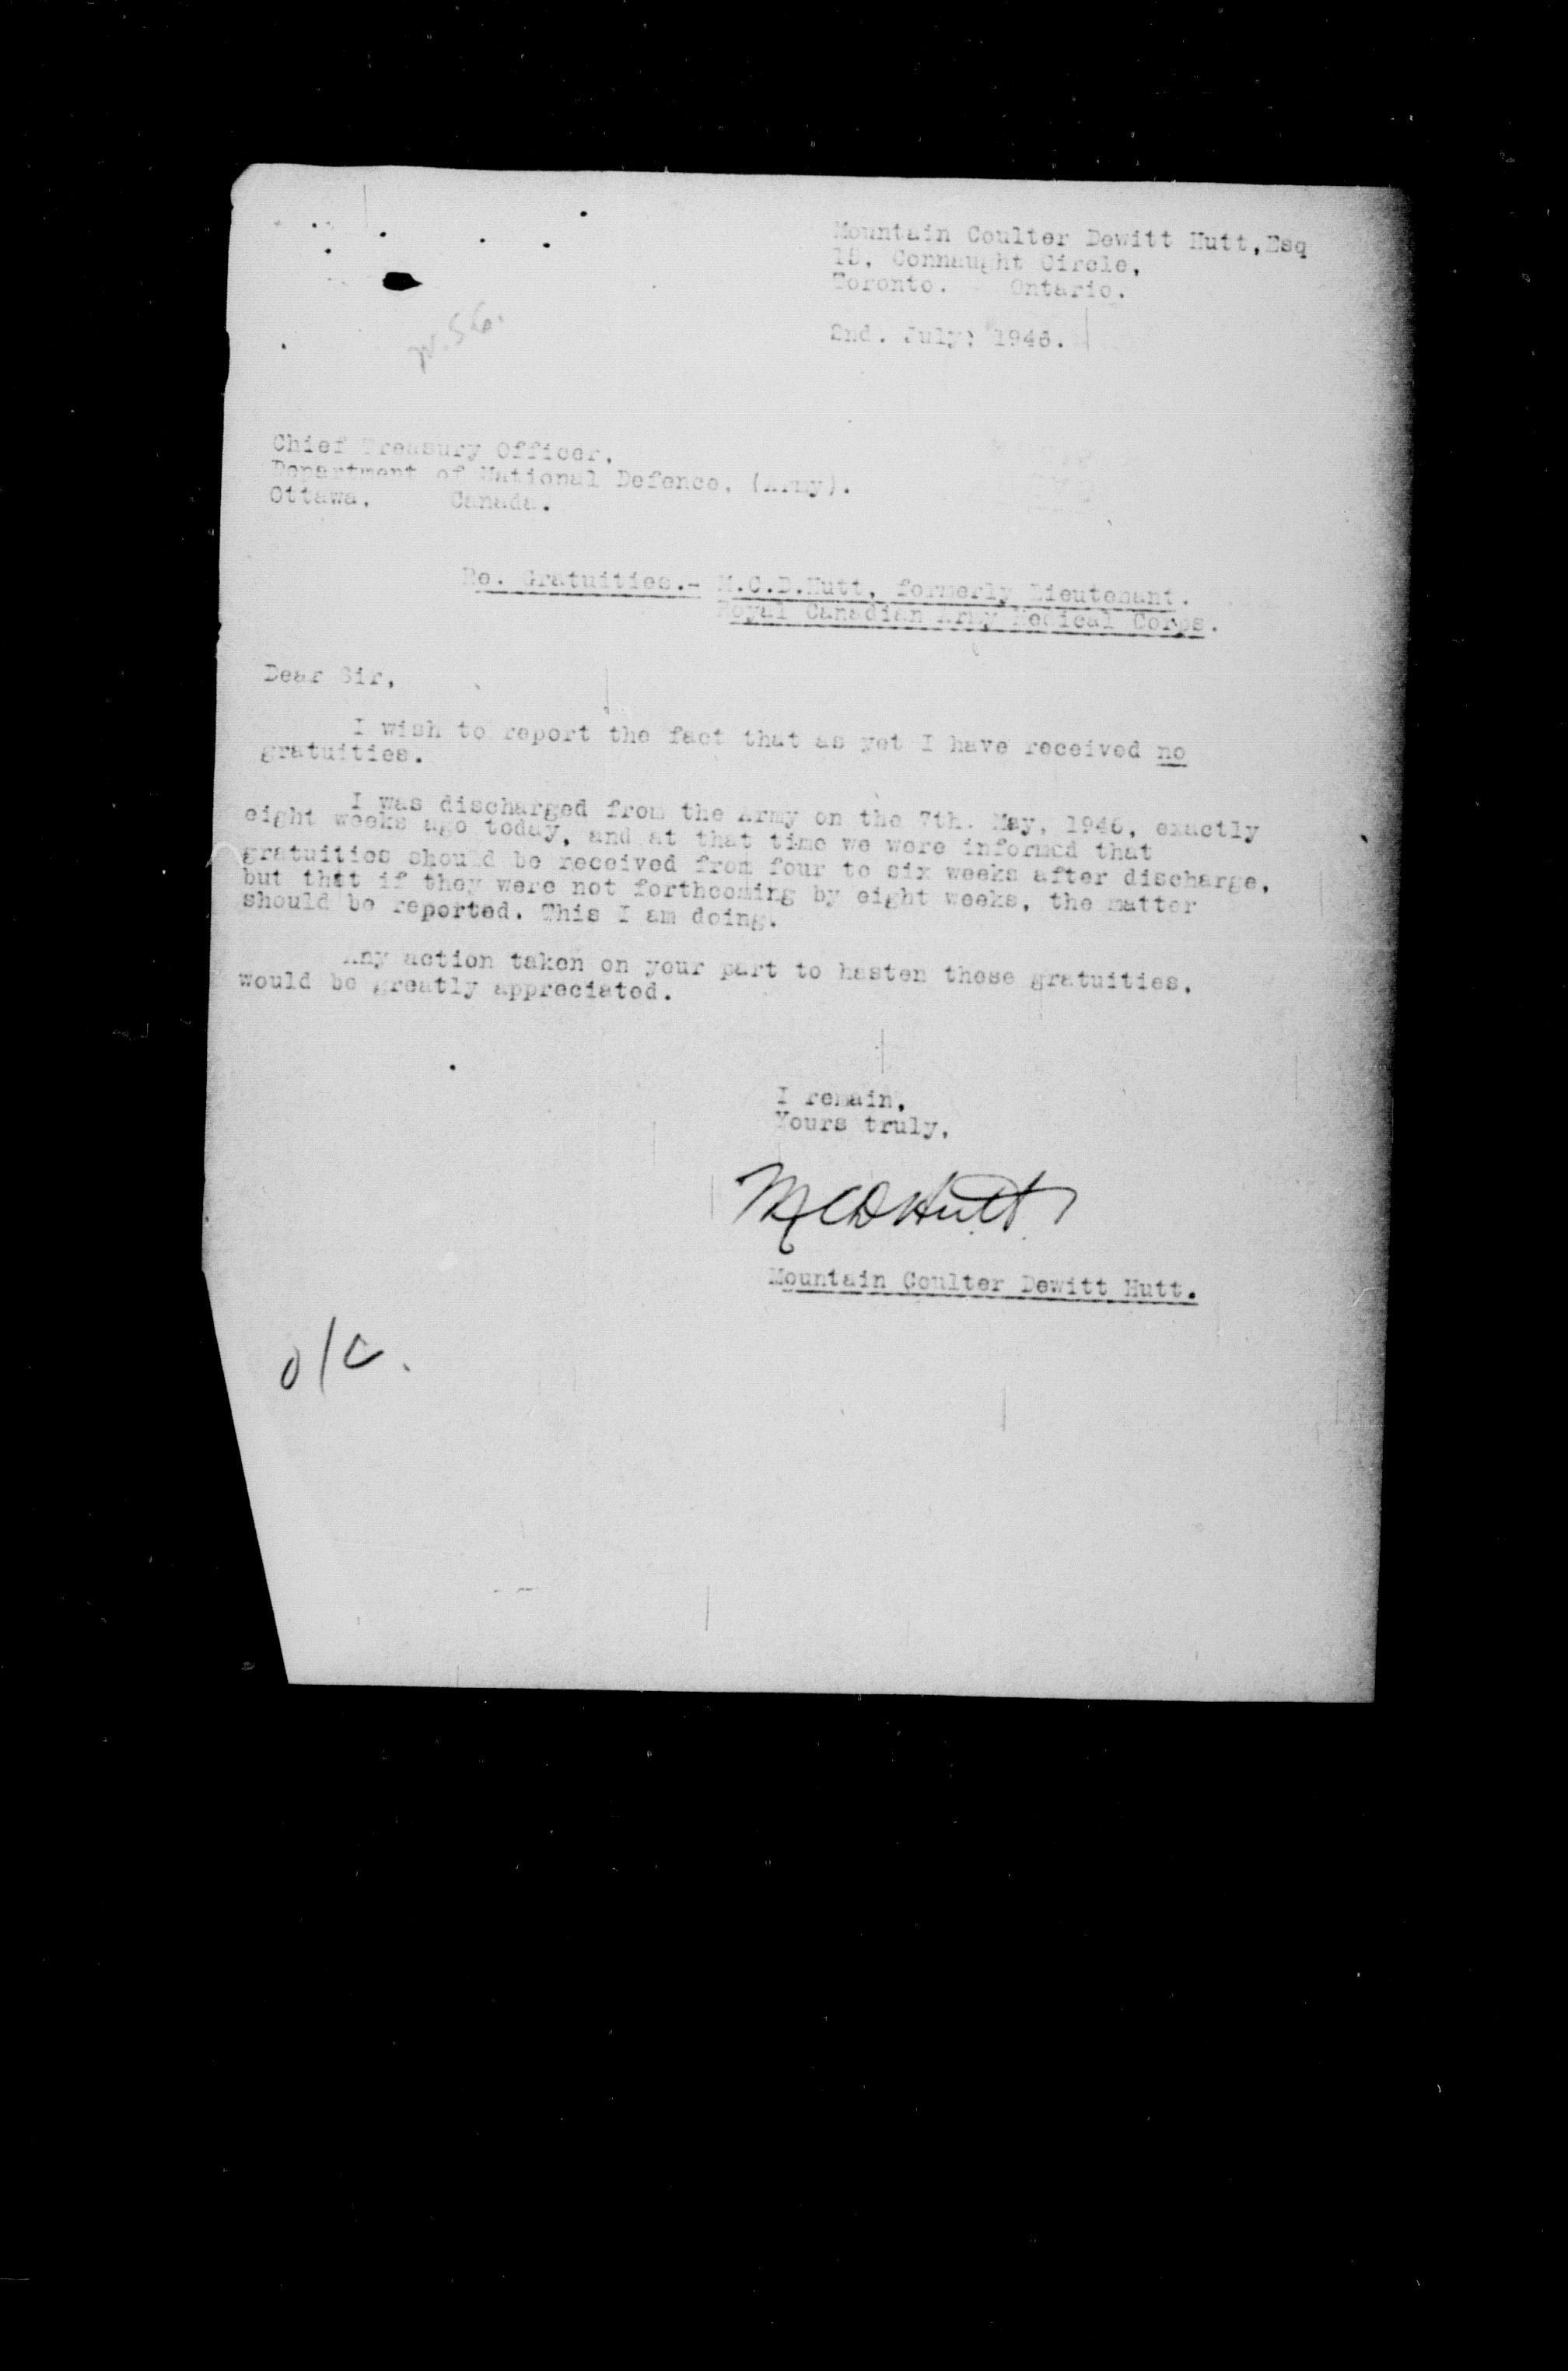 Mountain Coulter Dewitt Hutt,Esq
Connaught Circle,
Toronto. Ontario.
2nd. July; 1946.
Chief Treasury Officer,
Department of National Defence, (Army).
Ottawa, Canada.
Re. Gratuities.- M.C.D.Hutt, formerly Lieutenant.
Royal Canadian Army Medical Corps.
Dear Sir,
I wish to report the fact that as yet I have received no
gratuities.
I was discharged from the Army on the 7th. May, 1946, exactly
eight weeks ago today, and at that time we were informed that
gratuities should be received from four to six weeks after discharge,
but that if they were not forthcoming by eight weeks, the matter
should be reported. This I am doing.
Any action taken on your part to hasten these gratuities,
would be greatly appreciated.
I remain,
Yours truly,
MCDHutt
Mountain Coulter Dewitt Hutt.
o/c.